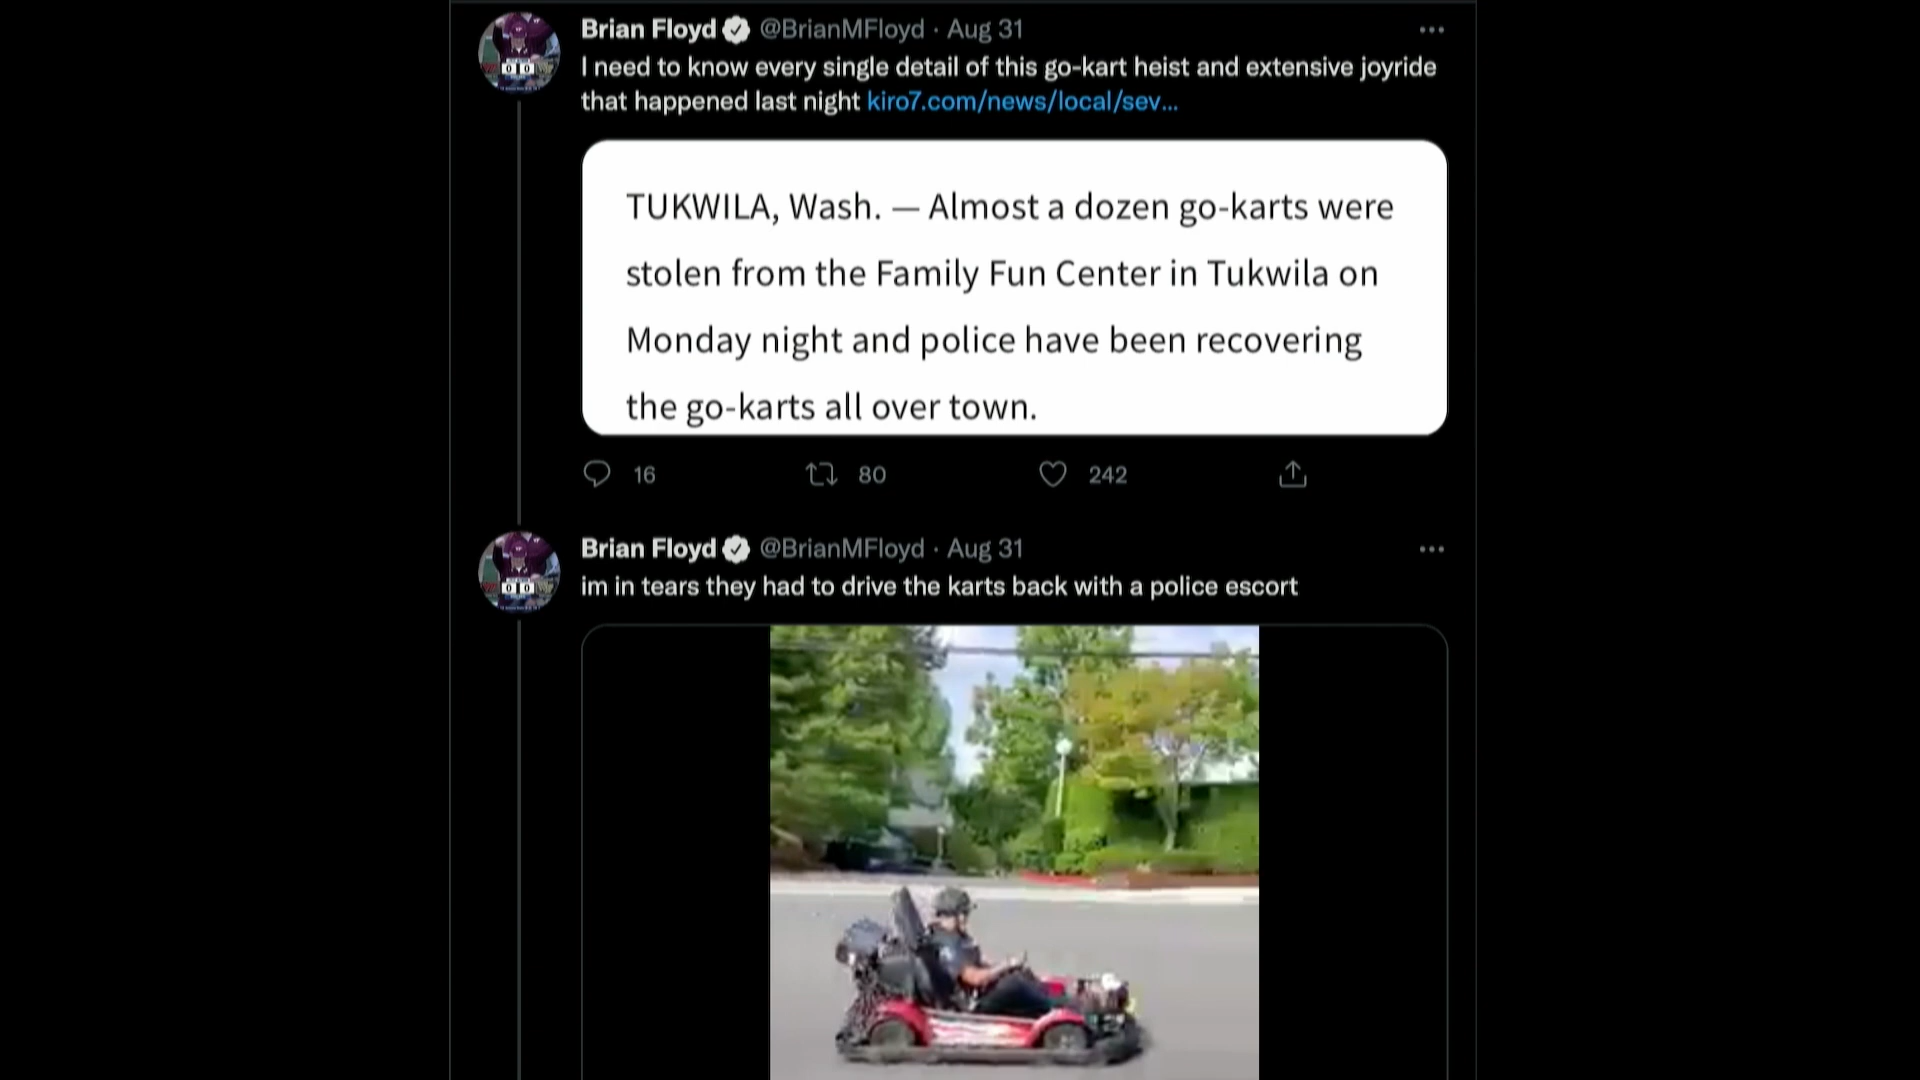 Brian Floyd @BrianMFloyd · Aug 31
I need to know every single detail of this go-kart heist and extensive joyride
that happened last night kiro7.com/news/local/sev...
TUKWILA, Wash. — Almost a dozen go-karts were
stolen from the Family Fun Center in Tukwila on
Monday night and police have been recovering
the go-karts all over town.
16 80 242
Brian Floyd @BrianMFloyd · Aug 31
im in tears they had to drive the karts back with a police escort